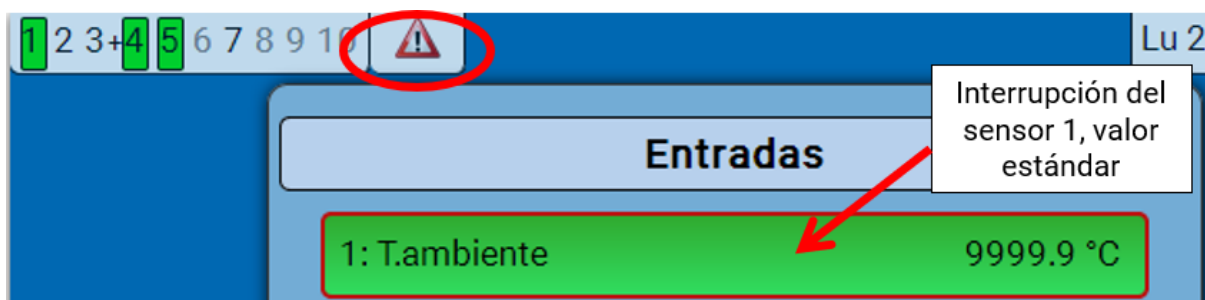 1 2 3+4 5 6 7 8 9 10
Lu 2
Interrupción del
sensor 1, valor
estándar
Entradas
1: T.ambiente 9999.9 °C